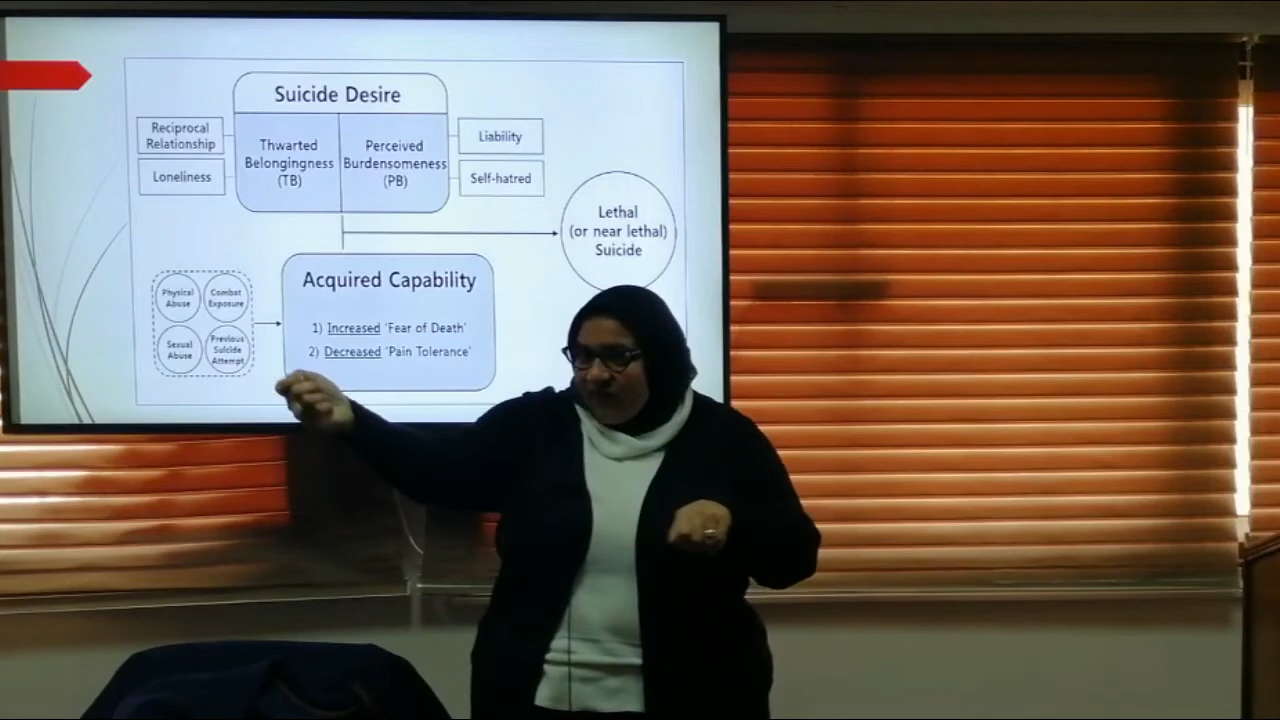 Suicide Desire
Reciprocal
Relationship
Loneliness
Thwarted
Belongingness
(TB)
Perceived
Burdensomeness
(PB)
Liability
Self-hatred
Lethal
(or near lethal)
Suicide
Acquired Capability
1) Increased 'Fear of Death'
2) Decreased 'Pain Tolerance'
Physical
Abuse
Combat
Exposure
Sexual
Abuse
Previous
Suicide
Attempt